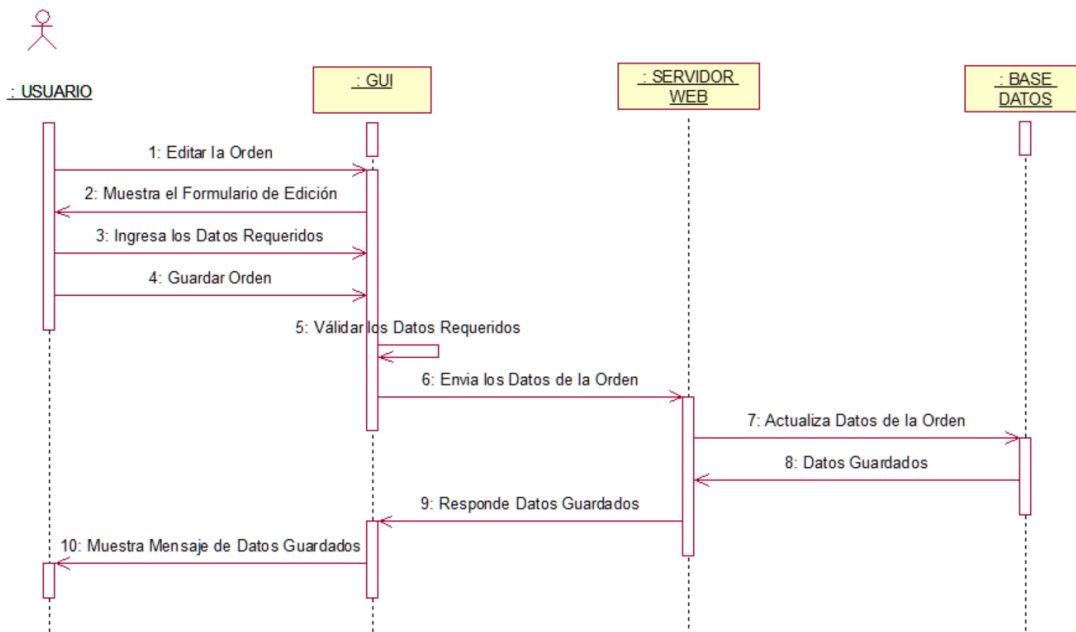 : USUARIO
: GUI
: SERVIDOR
WEB
: BASE
DATOS
1: Editar la Orden
2: Muestra el Formulario de Edición
3: Ingresa los Datos Requeridos
4: Guardar Orden
5: Válidar los Datos Requeridos
6: Envia los Datos de la Orden
7: Actualiza Datos de la Orden
8: Datos Guardados
9: Responde Datos Guardados
10: Muestra Mensaje de Datos Guardados